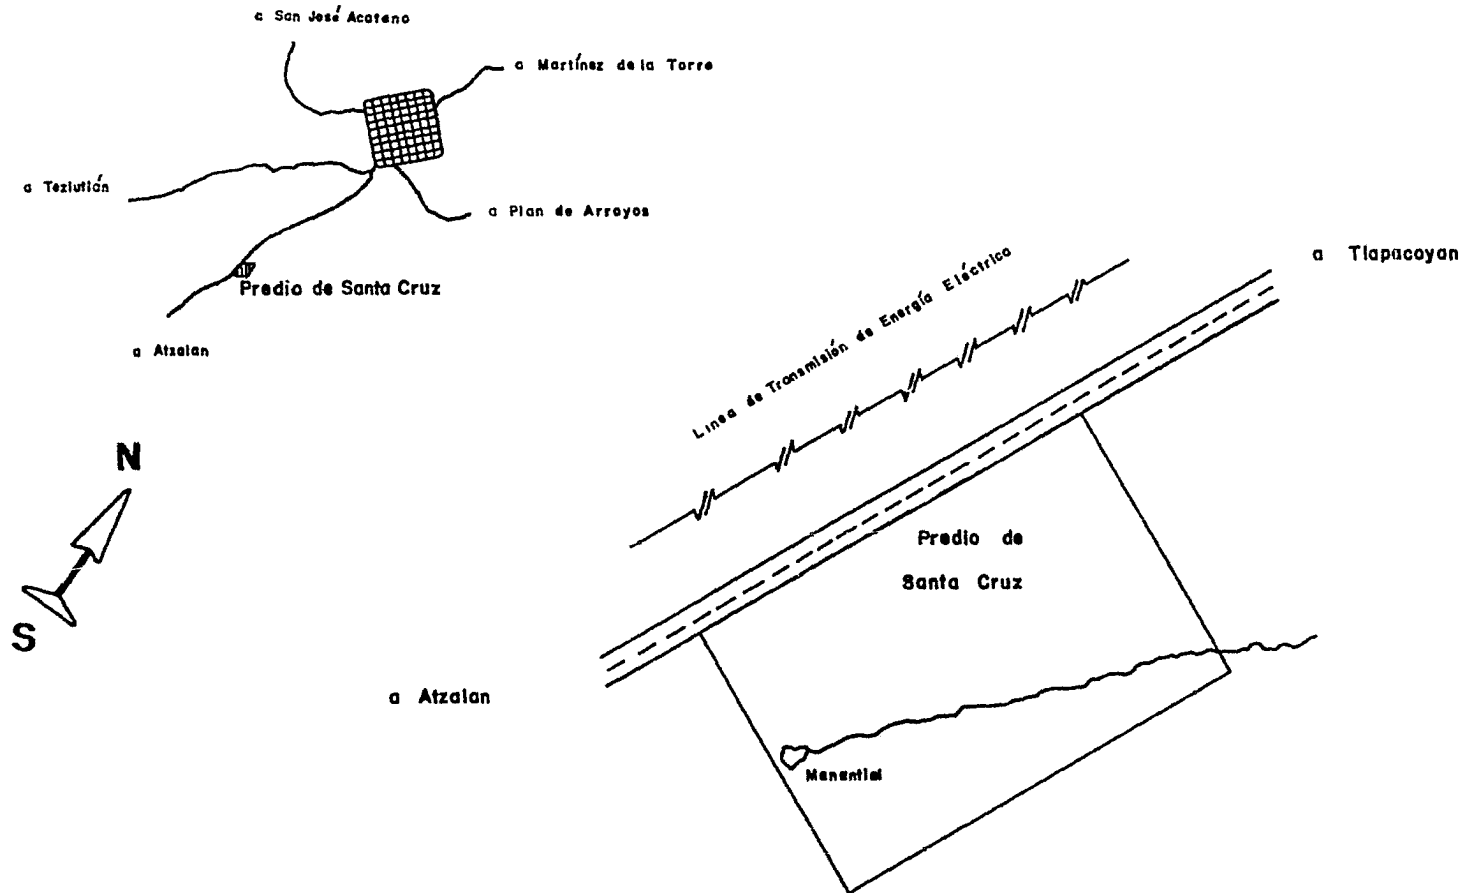 a San José Acateno
a Martínez de la Torre
a Teziutlán
a Plan de Arroyos
Predio de Santa Cruz
a Atzalan
a Tlapacoyan
Línea de Transmisión de Energía Eléctrica
N
S
Predio de
Santa Cruz
a Atzalan
Manantial